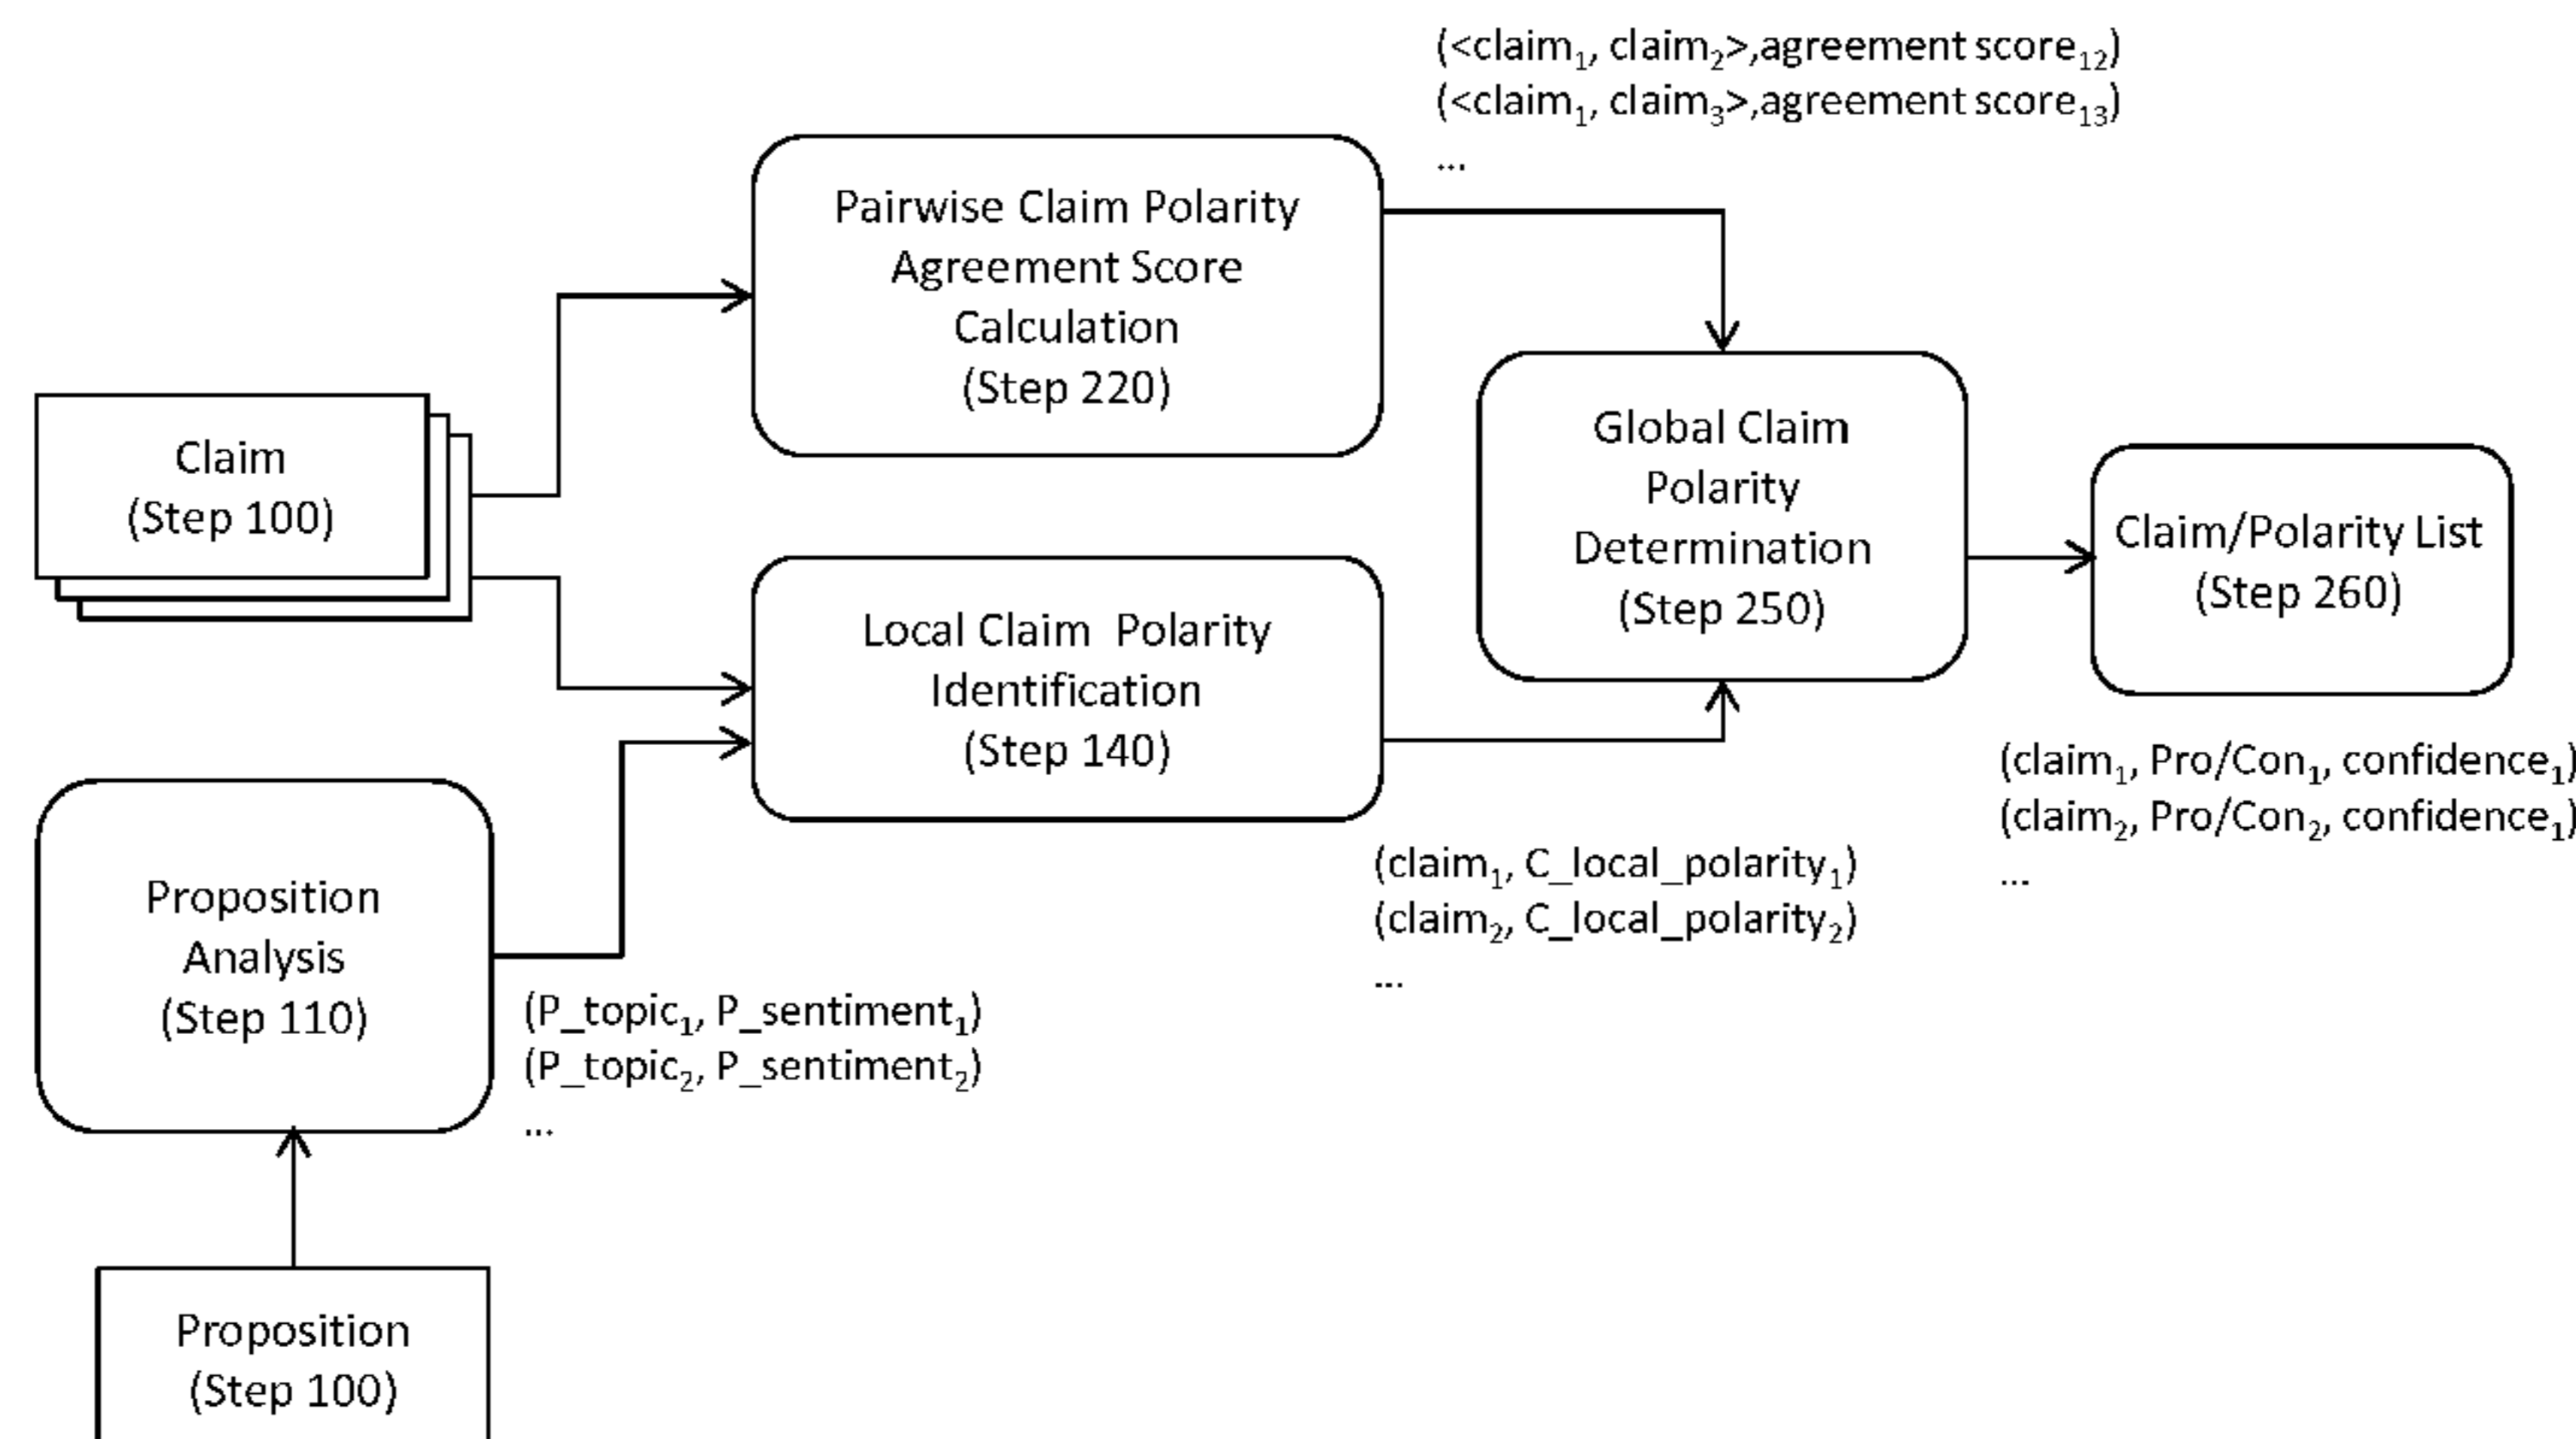 (<claim₁, claim₂>,agreement score₁₂)
(<claim₁, claim₃>,agreement score₁₃)
...
Pairwise Claim Polarity
Agreement Score
Calculation
(Step 220)
Claim
(Step 100)
Global Claim
Polarity
Determination
(Step 250)
Claim/Polarity List
(Step 260)
Local Claim Polarity
Identification
(Step 140)
(claim₁, Pro/Con₁, confidence₁)
(claim₂, Pro/Con₂, confidence₁)
...
(claim₁, C_local_polarity₁)
(claim₂, C_local_polarity₂)
...
Proposition
Analysis
(Step 110)
(P_topic₁, P_sentiment₁)
(P_topic₂, P_sentiment₂)
...
Proposition
(Step 100)